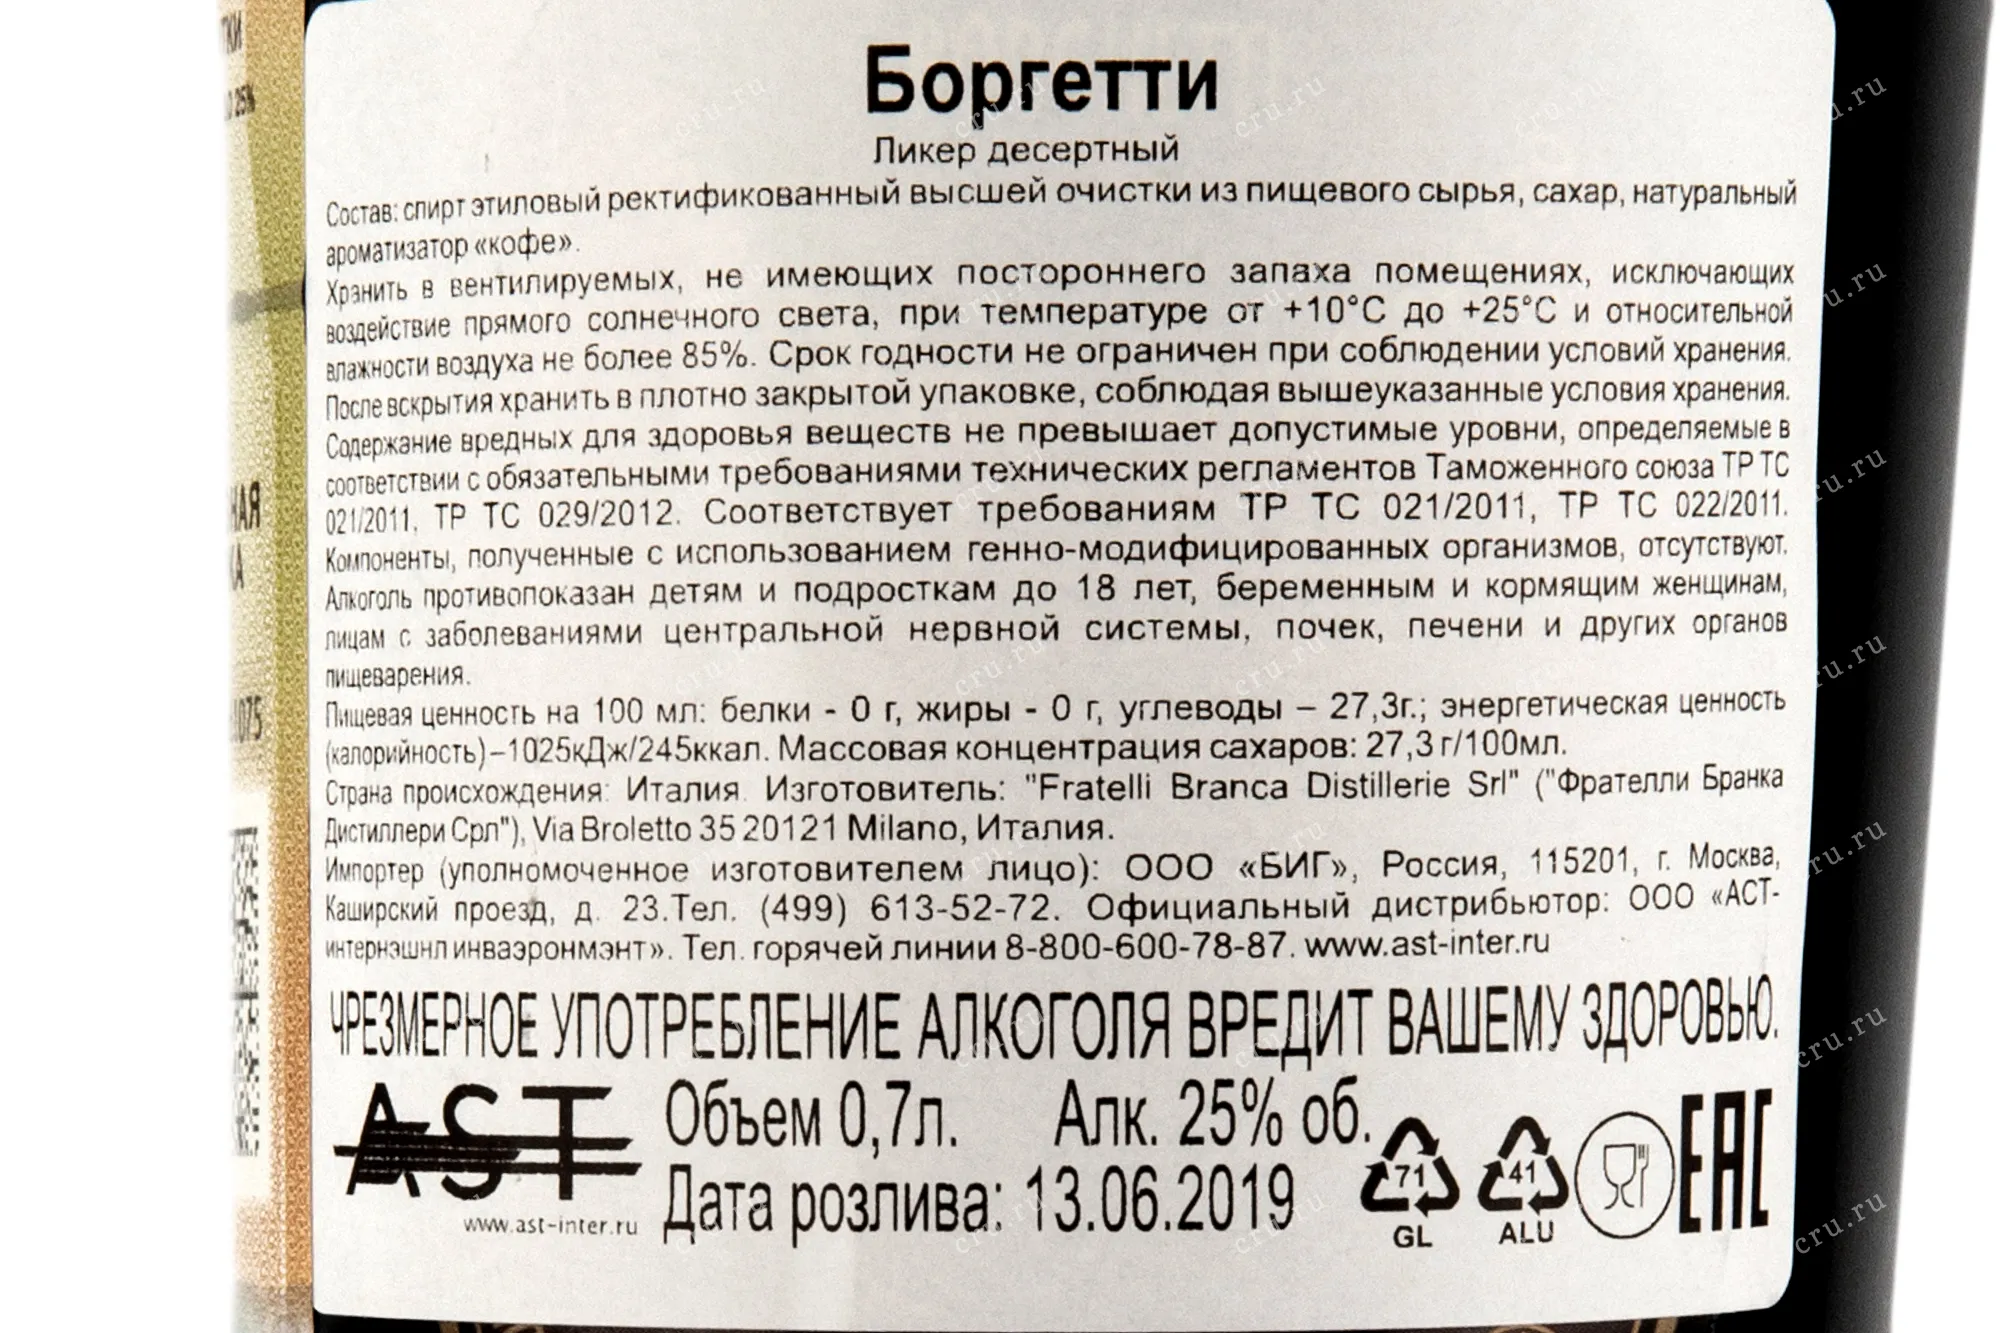 Боргетти
Ликер десертный
Состав: спирт этиловый ректификованный высшей очистки из пищевого сырья, сахар, натуральный
ароматизатор «кофе».
Хранить в вентилируемых, не имеющих постороннего запаха помещениях, исключающих
воздействие прямого солнечного света, при температуре от +10°С до +25°С и относительной
влажности воздуха не более 85%. Срок годности не ограничен при соблюдении условий хранения.
После вскрытия хранить в плотно закрытой упаковке, соблюдая вышеуказанные условия хранения.
Содержание вредных для здоровья веществ не превышает допустимые уровни, определяемые в
соответствии с обязательными требованиями технических регламентов Таможенного союза ТР ТС
021/2011, ТР ТС 029/2012. Соответствует требованиям ТР ТС 021/2011, ТР ТС 022/2011.
Компоненты, полученные с использованием генно-модифицированных организмов, отсутствуют.
Алкоголь противопоказан детям и подросткам до 18 лет, беременным и кормящим женщинам,
лицам с заболеваниями центральной нервной системы, почек, печени и других органов
пищеварения.
Пищевая ценность на 100 мл: белки - 0 г, жиры - 0 г, углеводы – 27,3г.; энергетическая ценность
(калорийность) –1025кДж/245ккал. Массовая концентрация сахаров: 27,3 г/100мл.
Страна происхождения: Италия. Изготовитель: "Fratelli Branca Distillerie Srl" ("Фрателли Бранка
Дистиллери Срл"), Via Broletto 35 20121 Milano, Италия.
Импортер (уполномоченное изготовителем лицо): ООО «БИГ», Россия, 115201, г. Москва,
Каширский проезд, д. 23.Тел. (499) 613-52-72. Официальный дистрибьютор: ООО «АСТ-
интернэшнл инваэронмэнт». Тел. горячей линии 8-800-600-78-87. www.ast-inter.ru
ЧРЕЗМЕРНОЕ УПОТРЕБЛЕНИЕ АЛКОГОЛЯ ВРЕДИТ ВАШЕМУ ЗДОРОВЬЮ.
AST
www.ast-inter.ru
Объем 0,7л. Алк. 25% об.
Дата розлива: 13.06.2019
71
GL
41
ALU
EAC
25%
cru.ru